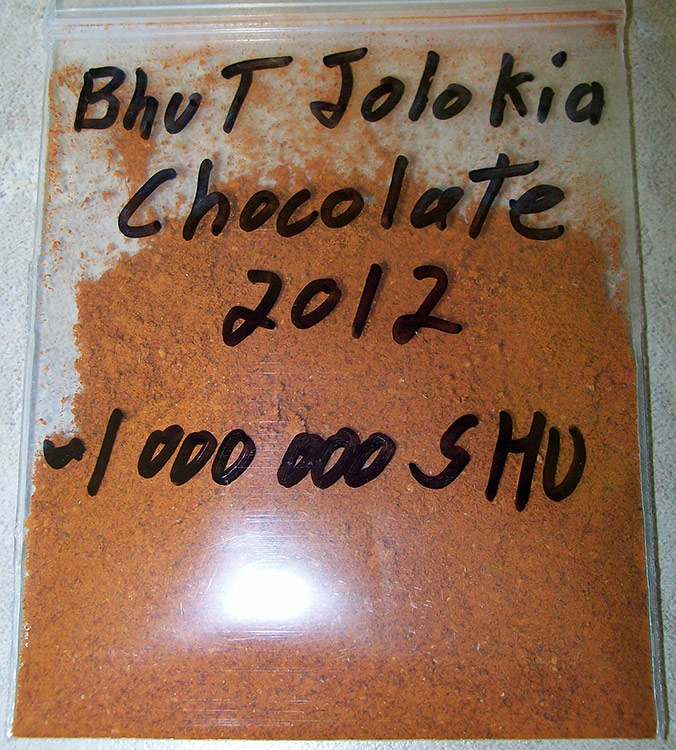 BhuT Jolokia
ChocolaTe
2012
~1 000 000 SHU